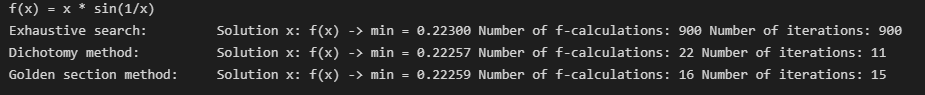 f(x) = x * sin(1/x)
Exhaustive search: Solution x: f(x) -> min = 0.22300 Number of f-calculations: 900 Number of iterations: 900
Dichotomy method: Solution x: f(x) -> min = 0.22257 Number of f-calculations: 22 Number of iterations: 11
Golden section method: Solution x: f(x) -> min = 0.22259 Number of f-calculations: 16 Number of iterations: 15